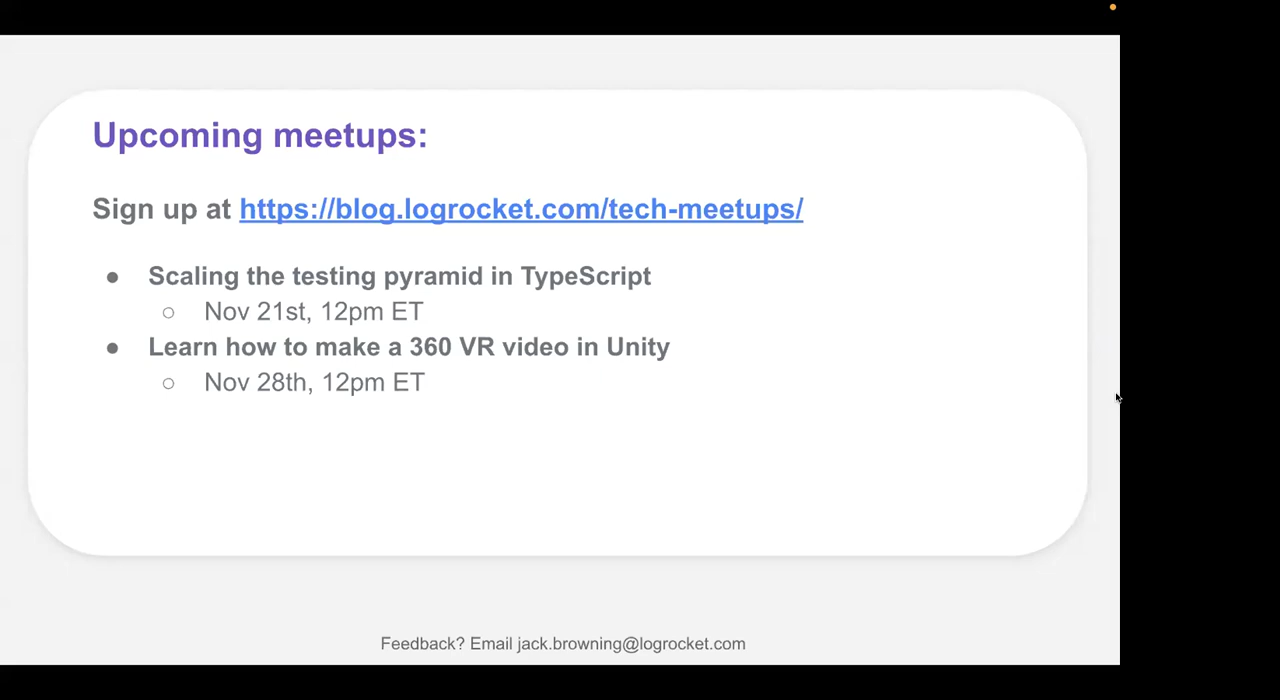 Upcoming meetups:
Sign up at https://blog.logrocket.com/tech-meetups/
● Scaling the testing pyramid in TypeScript
○ Nov 21st, 12pm ET
● Learn how to make a 360 VR video in Unity
○ Nov 28th, 12pm ET
Feedback? Email jack.browning@logrocket.com